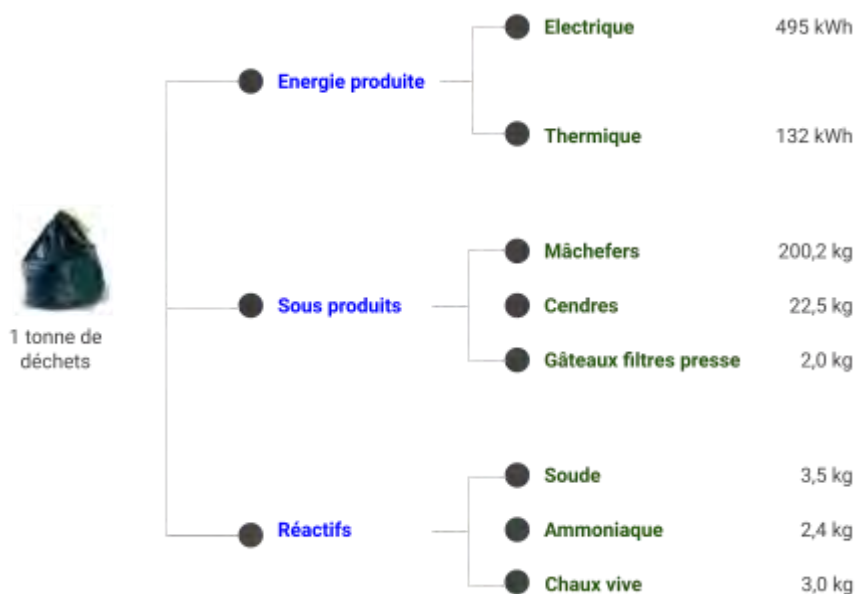 Electrique 495 kWh
Energie produite
Thermique 132 kWh
Mâchefers 200,2 kg
Sous produits Cendres 22,5 kg
1 tonne de
déchets
Gâteaux filtres presse 2,0 kg
Soude 3,5 kg
Réactifs Ammoniaque 2,4 kg
Chaux vive 3,0 kg